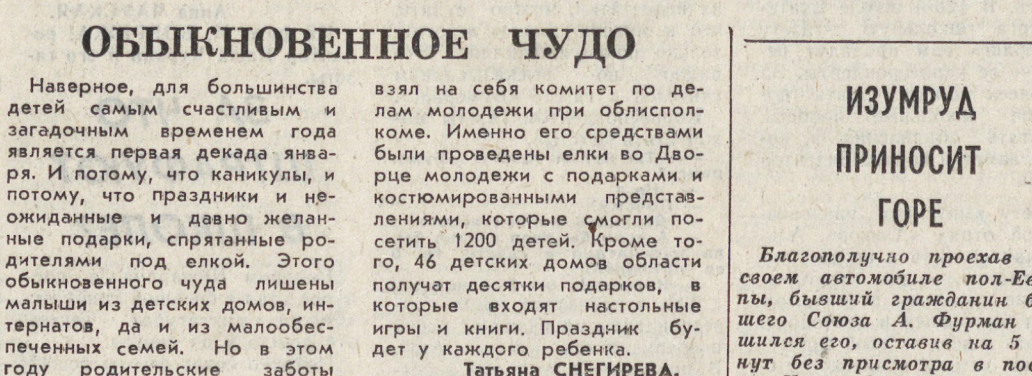 ОБЫКНОВЕННОЕ ЧУДО
Наверное, для большинства
детей самым счастливым и
загадочным временем года
является первая декада янва-
ря. И потому, что каникулы, и
потому, что праздники и не-
ожиданные и давно желан-
ные подарки, спрятанные ро-
дителями под елкой. Этого
обыкновенного чуда лишены
малыши из детских домов, ин-
тернатов, да и из малообес-
печенных семей. Но в этом
году родительские заботы
взял на себя комитет по де-
лам молодежи при облиспол-
коме. Именно его средствами
были проведены елки во Двор-
це молодежи с подарками и
костюмированными представ-
лениями, которые смогли по-
сетить 1200 детей. Кроме то-
го, 46 детских домов области
получат десятки подарков, в
которые входят настольные
игры и книги. Праздник бу-
дет у каждого ребенка.
Татьяна СНЕГИРЕВА.
ИЗУМРУД
ПРИНОСИТ
ГОРЕ
Благополучно проехав
своем автомобиле пол-Ев
пы, бывший гражданин б
шего Союза А. Фурман
шился его, оставив на 5
нут без присмотра в по